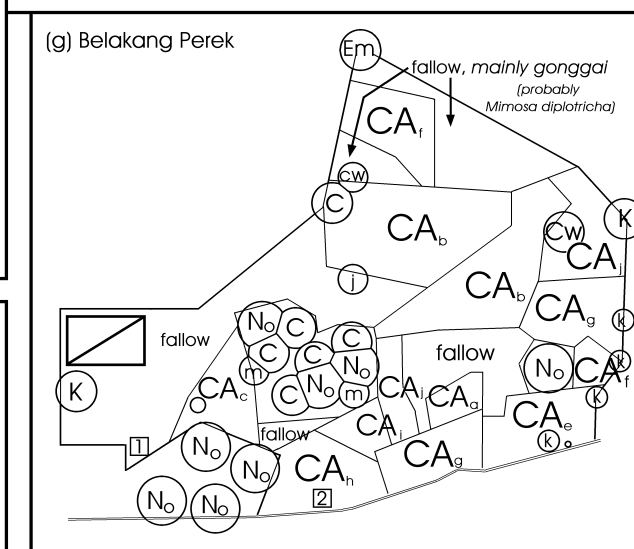 (g) Belakang Perek
Em
fallow, mainly gonggai
(probably
Mimosa diplotricha)
CAf
cw
C
CAb
K
Cw
CAj
j
CAb
CAg
k
No
C
C
C
C
No
No
m
m
C
fallow
fallow
No
CAf
k
K
CAc
CAj
CAa
k
CAe
k
fallow
CAi
CAg
1
No
No
CAh
2
No
No